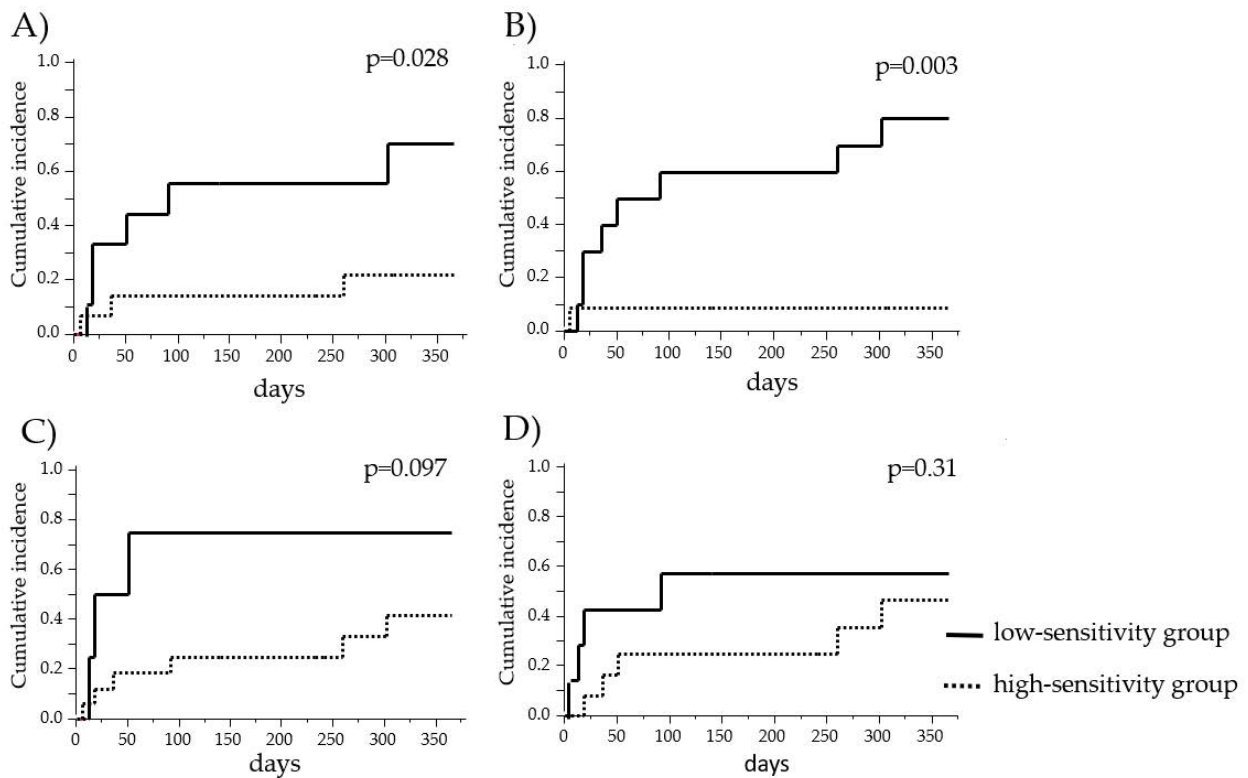 A)
p=0.028
Cumulative incidence
1.0
0.8
0.6
0.4
0.2
0.0
0 50 100 150 200 250 300 350
days
B)
p=0.003
Cumulative incidence
1.0
0.8
0.6
0.4
0.2
0.0
0 50 100 150 200 250 300 350
days
C)
p=0.097
Cumulative incidence
1.0
0.8
0.6
0.4
0.2
0.0
0 50 100 150 200 250 300 350
days
D)
p=0.31
Cumulative incidence
1.0
0.8
0.6
0.4
0.2
0.0
0 50 100 150 200 250 300 350
days
low-sensitivity group
high-sensitivity group